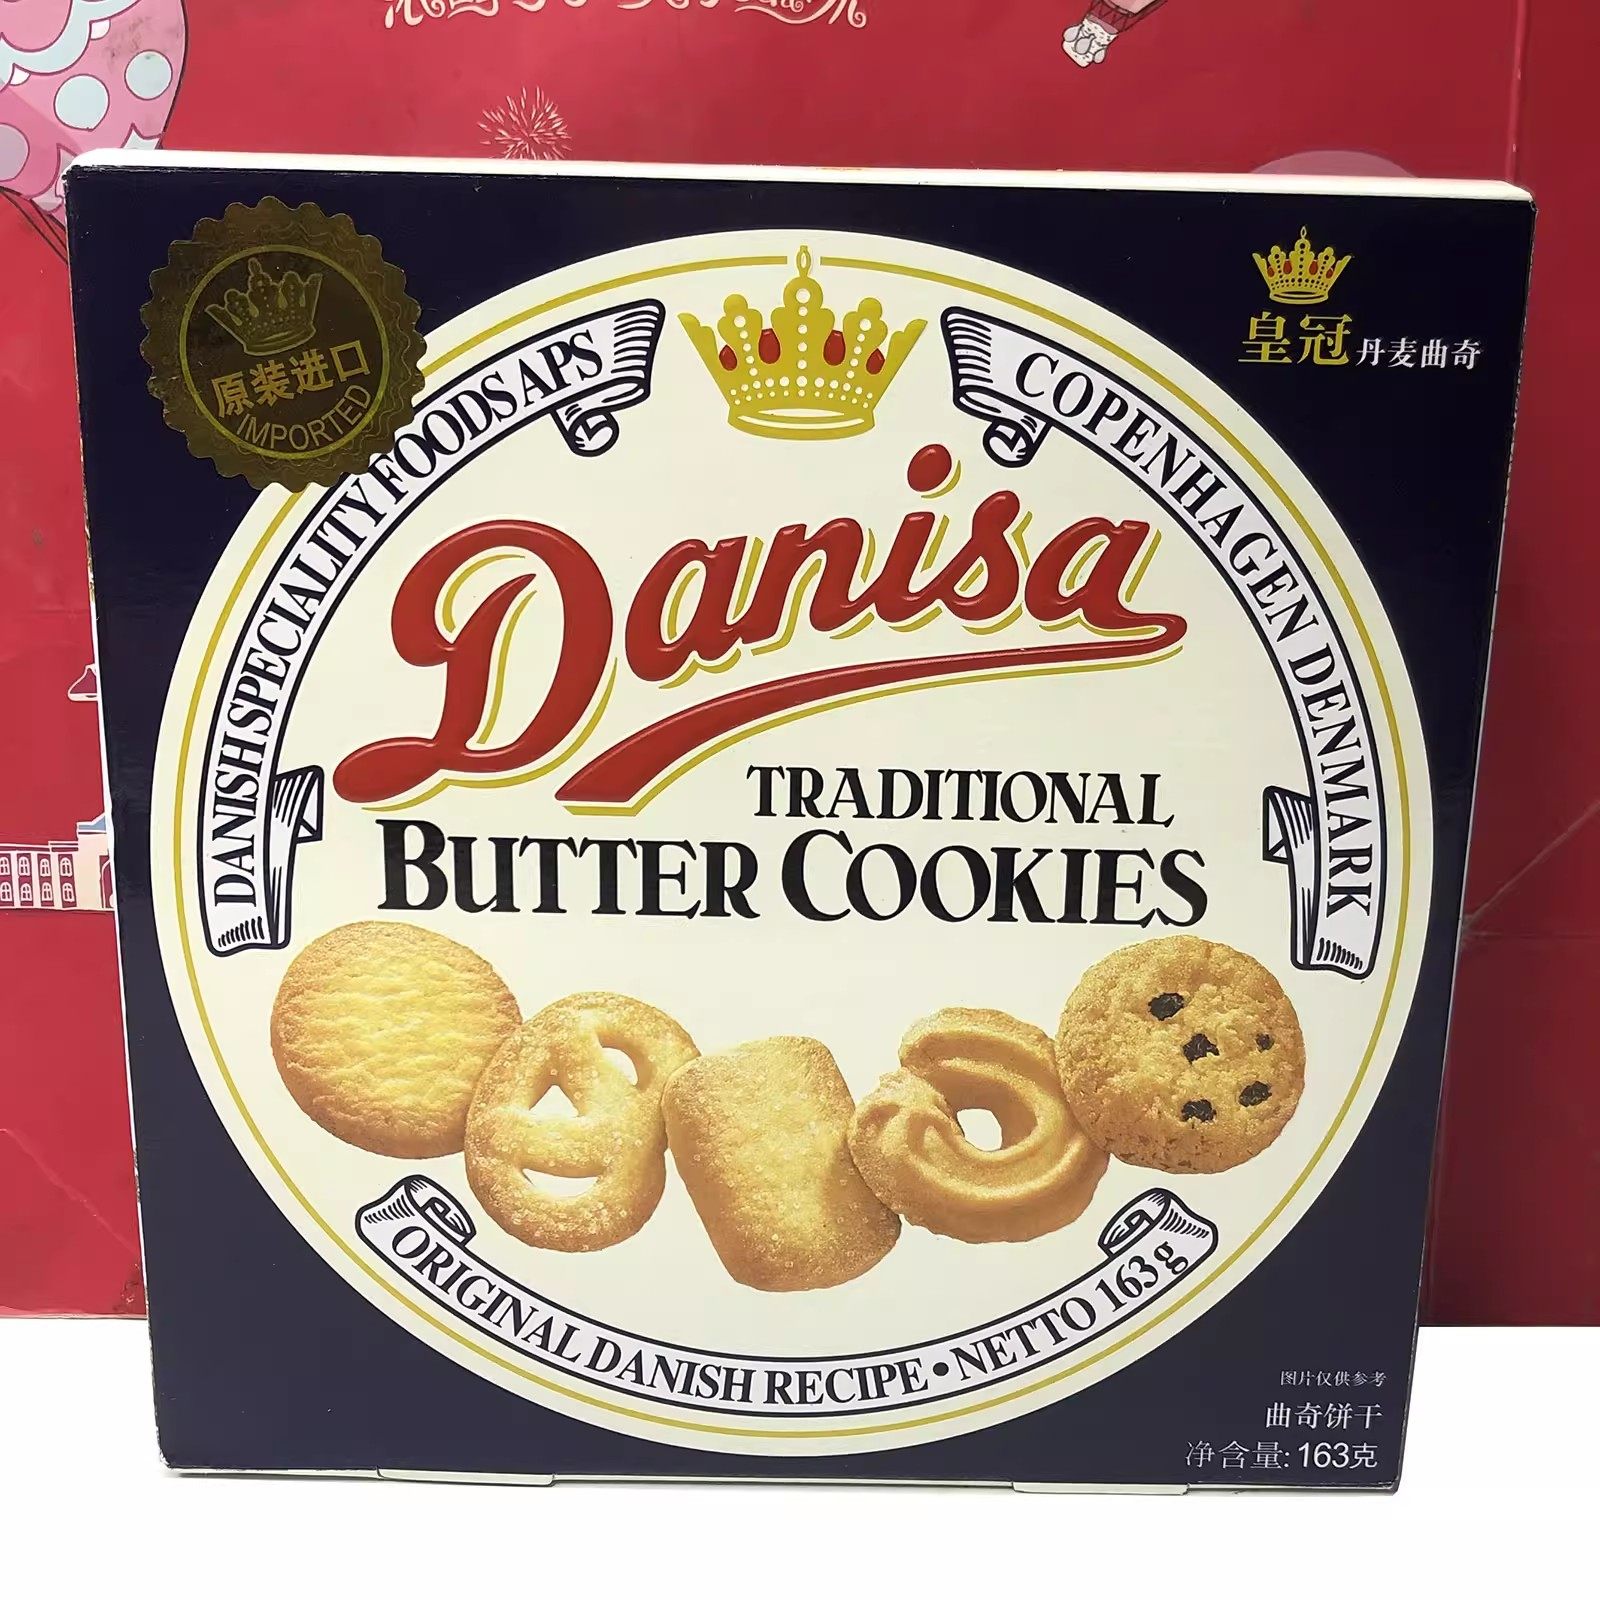 原装进口
IMPORTED
DANISH SPECIALITY FOODS APS
COPENHAGEN DENMARK
皇冠 丹麦曲奇
Danisa
TRADITIONAL
BUTTER COOKIES
ORIGINAL DANISH RECIPE • NETTO 163 g
图片仅供参考
曲奇饼干
净含量: 163克